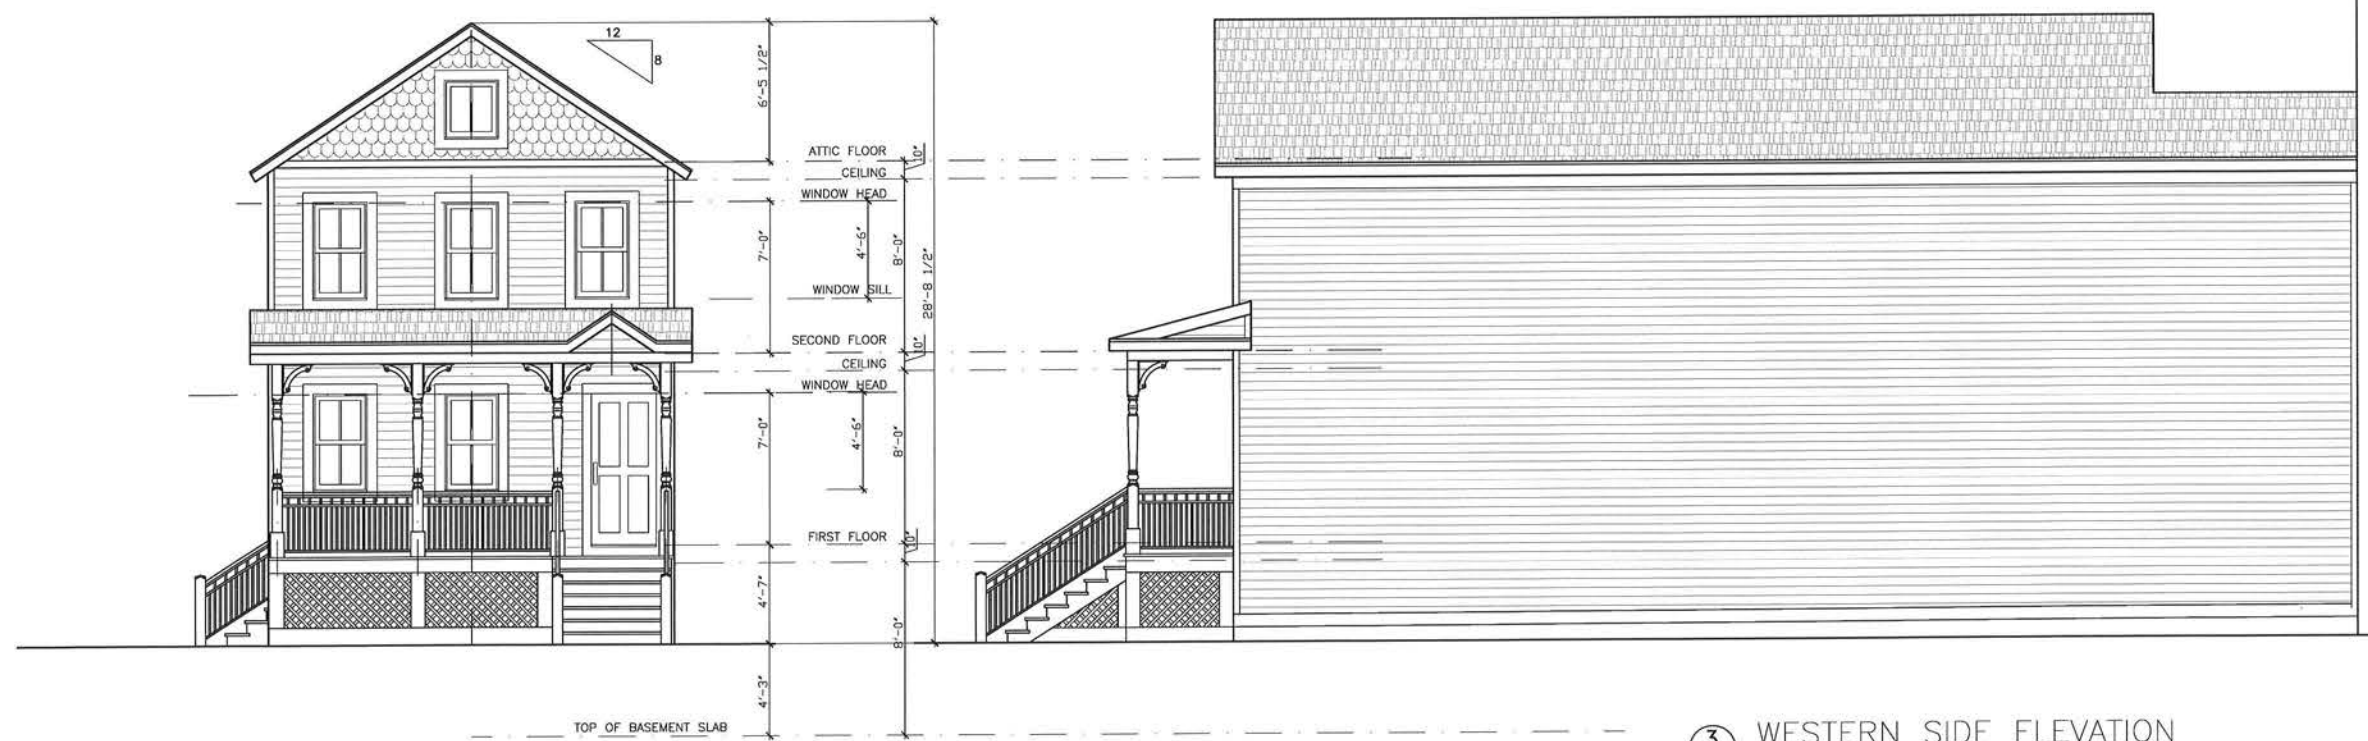 12
8
6'-5 1/2"
ATTIC FLOOR
10"
CEILING
WINDOW HEAD
7'-0"
4'-6"
8'-0"
28'-8 1/2"
WINDOW SILL
SECOND FLOOR
10"
CEILING
WINDOW HEAD
7'-0"
4'-6"
8'-0"
FIRST FLOOR
10"
4'-7"
8'-0"
4'-3"
TOP OF BASEMENT SLAB
3 WESTERN SIDE ELEVATION